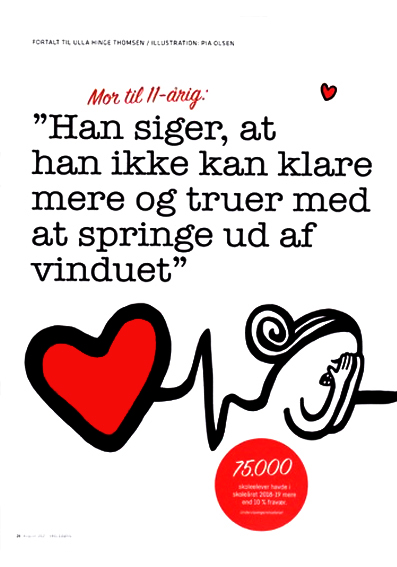 FORTALT TIL ULLA HINGE THOMSEN / ILLUSTRATION: PIA OLSEN
Mor til 11-årig:
”Han siger, at
han ikke kan klare
mere og truer med
at springe ud af
vinduet”
75.000
skoleelever havde i
skoleåret 2018-19 mere
end 10 % fravær.